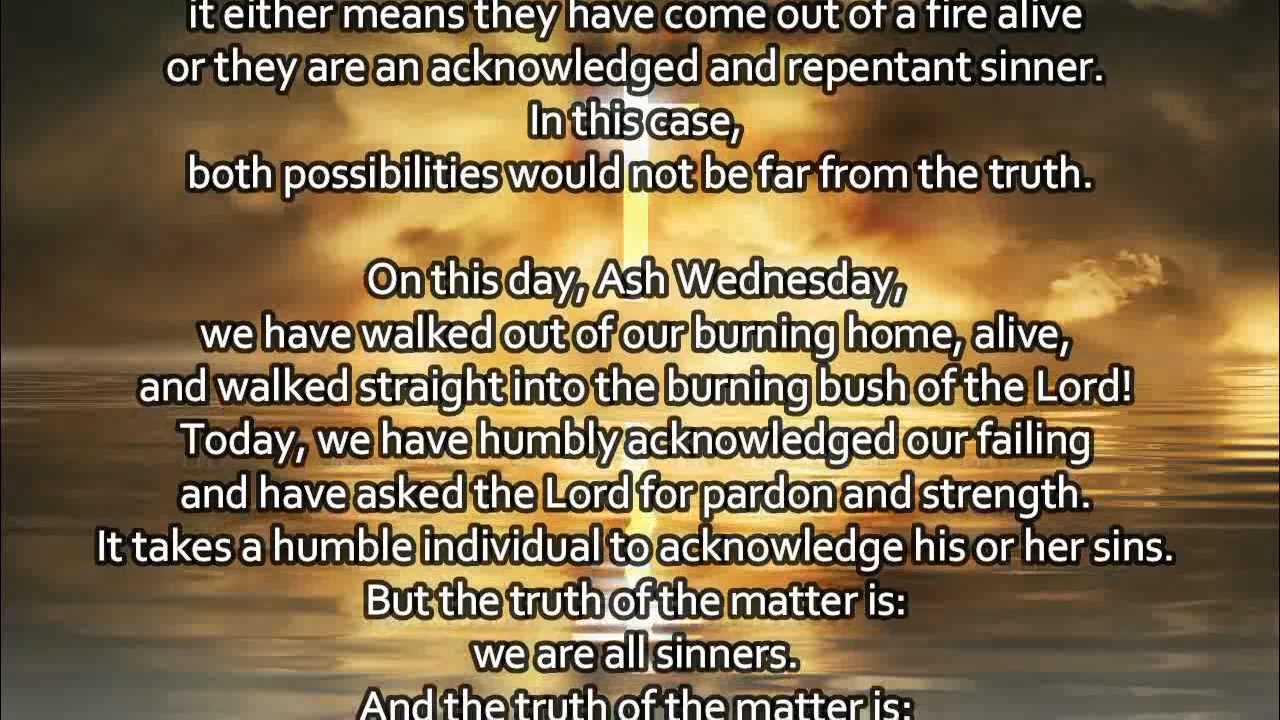 it either means they have come out of a fire alive
or they are an acknowledged and repentant sinner.
In this case,
both possibilities would not be far from the truth.
On this day, Ash Wednesday,
we have walked out of our burning home, alive,
and walked straight into the burning bush of the Lord!
Today, we have humbly acknowledged our failing
and have asked the Lord for pardon and strength.
It takes a humble individual to acknowledge his or her sins.
But the truth of the matter is:
we are all sinners.
And the truth of the matter is: